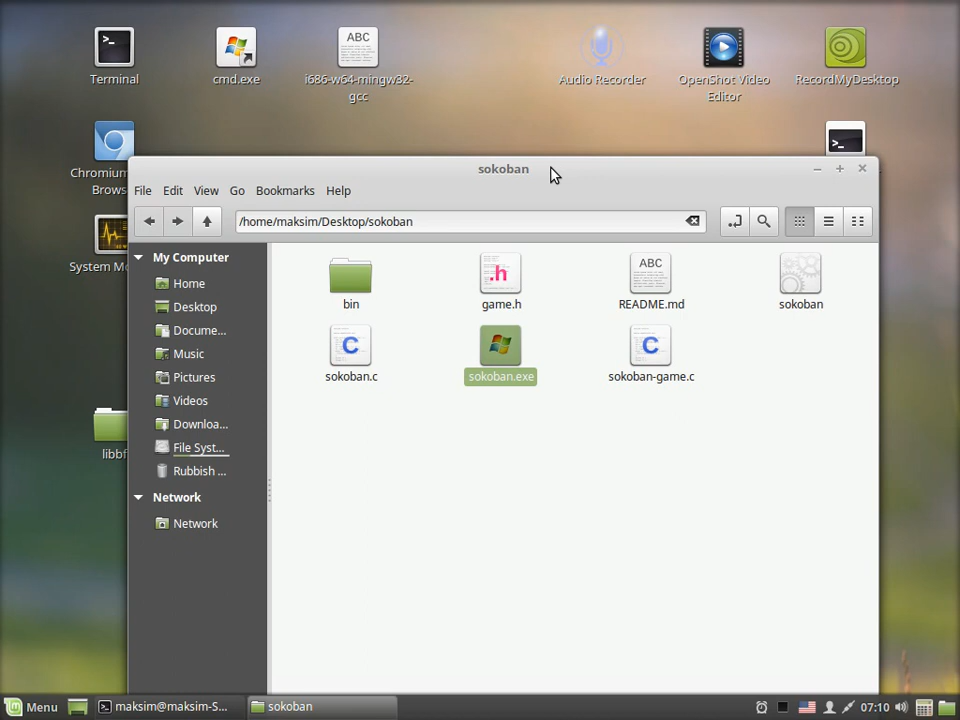 Terminal
cmd.exe
ABC
i686-w64-mingw32-
gcc
Audio Recorder
OpenShot Video
Editor
RecordMyDesktop
Chromium
Brows
System Mo
libbf
sokoban
File Edit View Go Bookmarks Help
/home/maksim/Desktop/sokoban
My Computer
Home
Desktop
Docume...
Music
Pictures
Videos
Downloa...
File Syst...
Rubbish ...
Network
Network
bin
.h
game.h
ABC
README.md
sokoban
C
sokoban.c
sokoban.exe
C
sokoban-game.c
Menu
maksim@maksim-S...
sokoban
07:10